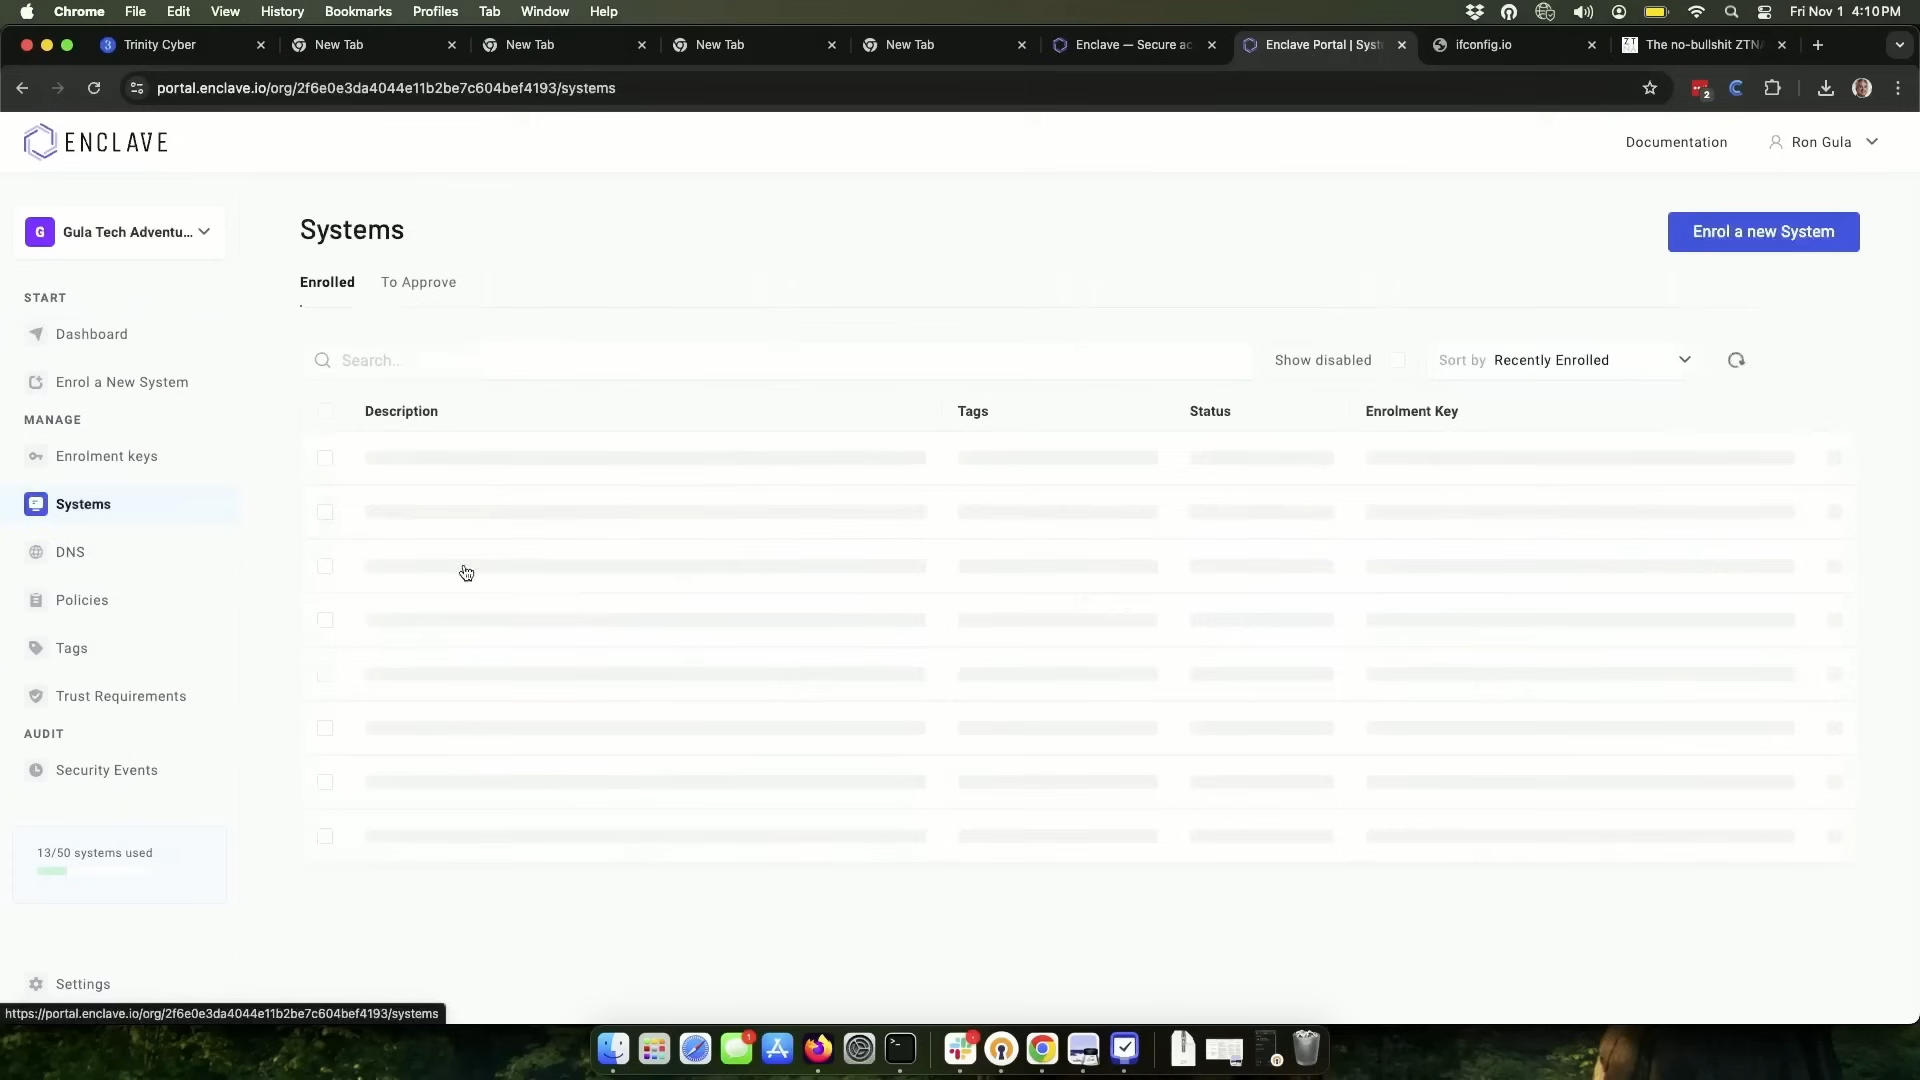 Chrome File Edit View History Bookmarks Profiles Tab Window Help Fri Nov 1 4:10 PM
Trinity Cyber New Tab New Tab New Tab New Tab Enclave — Secure ac Enclave Portal | Syst ifconfig.io The no-bullshit ZTNA
portal.enclave.io/org/2f6e0e3da4044e11b2be7c604bef4193/systems
2
ENCLAVE
Documentation
Ron Gula
G
Gula Tech Adventu...
Systems
Enrol a new System
Enrolled To Approve
START
Dashboard
Enrol a New System
MANAGE
Enrolment keys
Systems
DNS
Policies
Tags
Trust Requirements
AUDIT
Security Events
13/50 systems used
Settings
Search...
Show disabled
Sort by Recently Enrolled
Description Tags Status Enrolment Key
https://portal.enclave.io/org/2f6e0e3da4044e11b2be7c604bef4193/systems
1